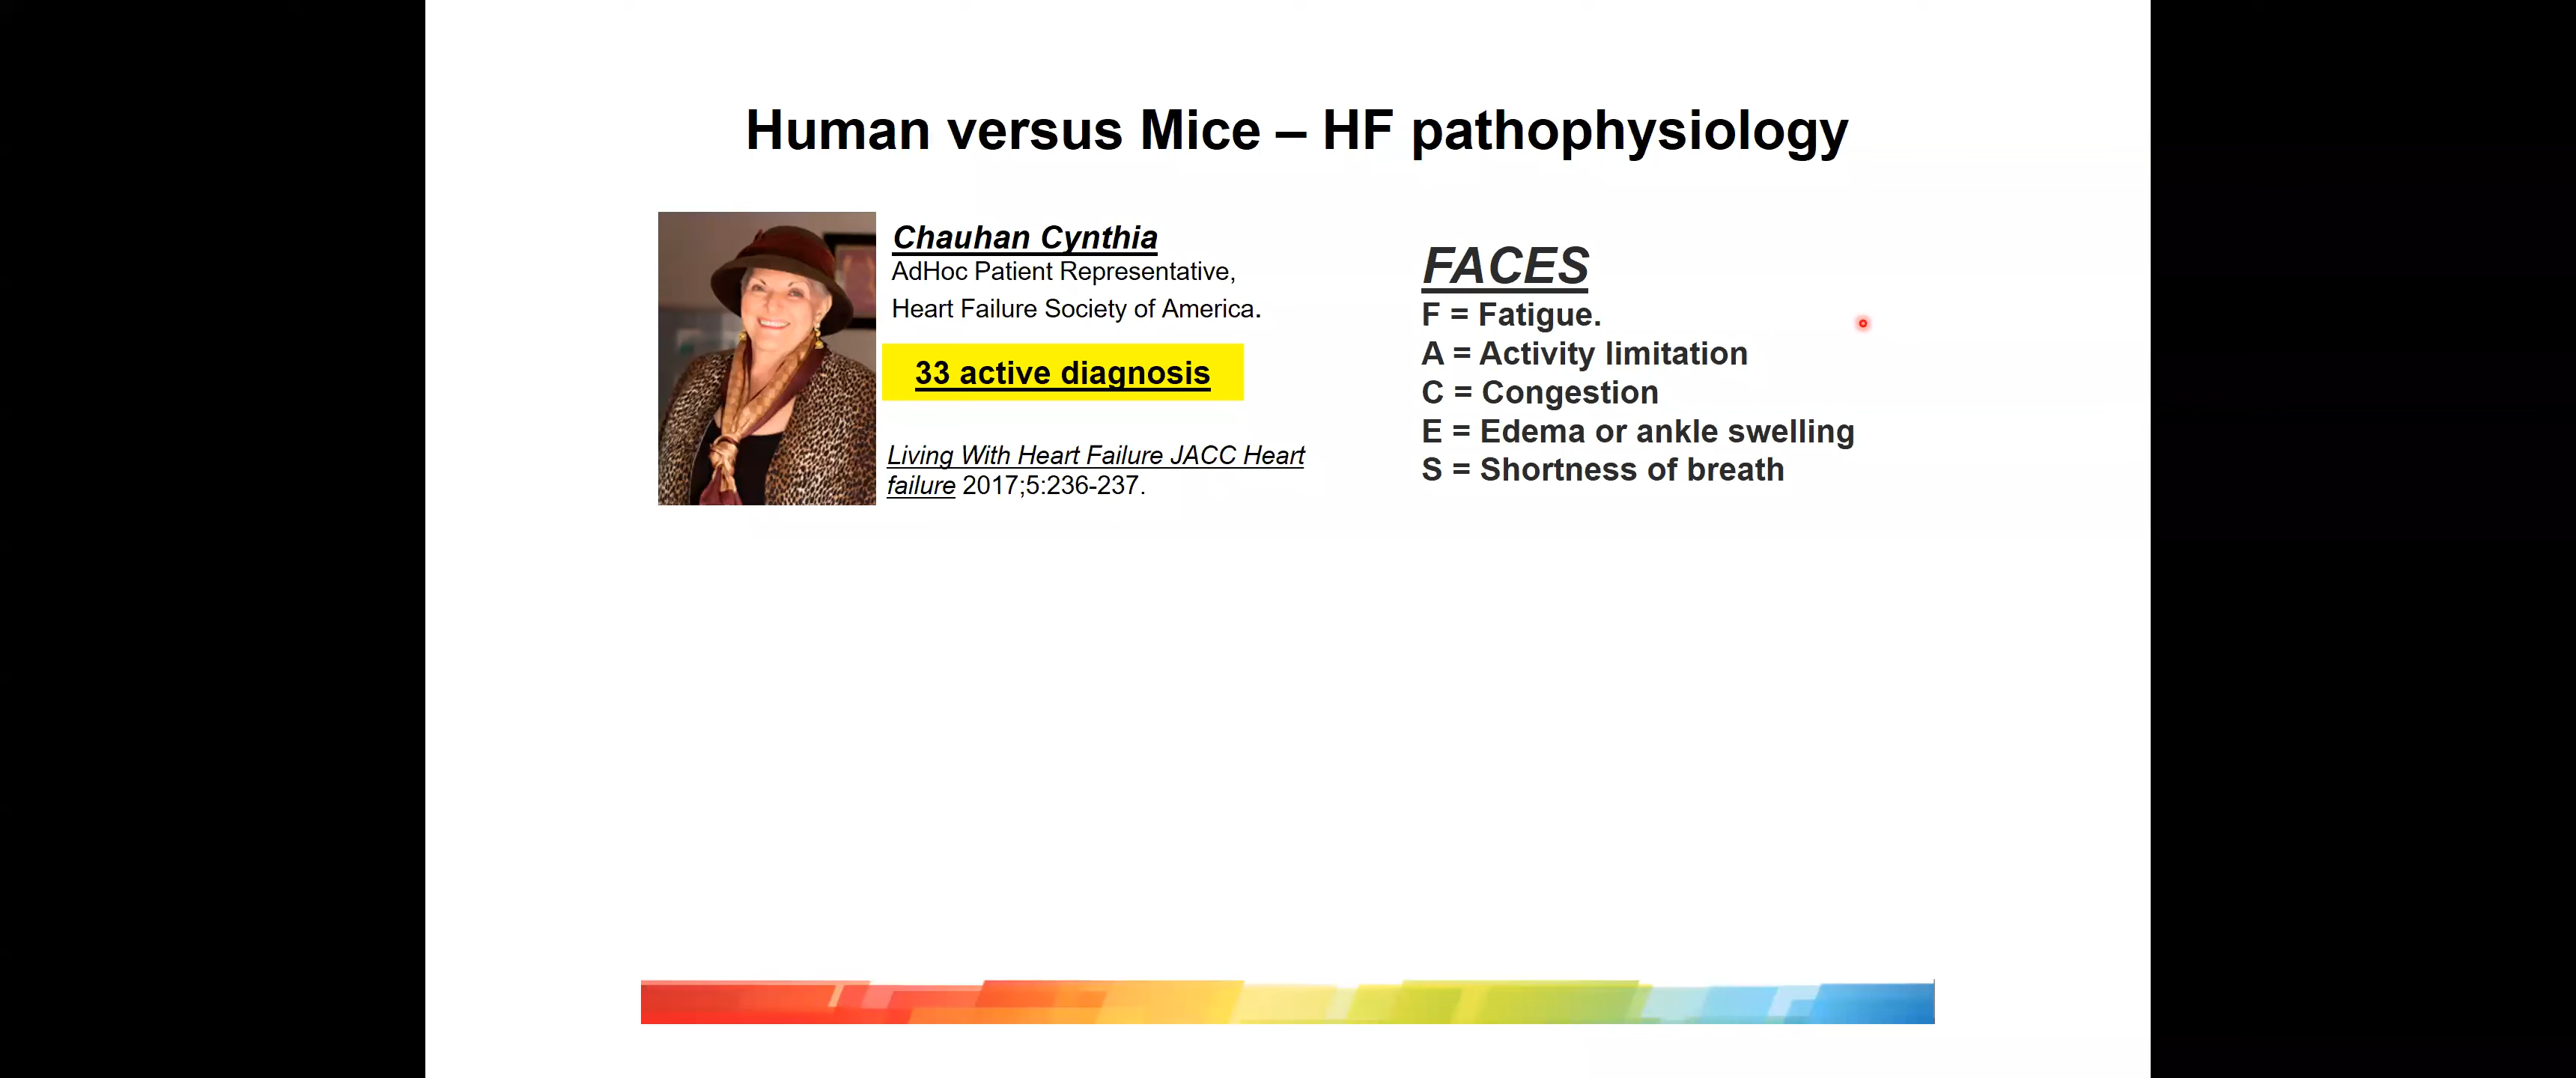 Human versus Mice – HF pathophysiology
Chauhan Cynthia
AdHoc Patient Representative,
Heart Failure Society of America.
33 active diagnosis
Living With Heart Failure JACC Heart
failure 2017;5:236-237.
FACES
F = Fatigue.
A = Activity limitation
C = Congestion
E = Edema or ankle swelling
S = Shortness of breath